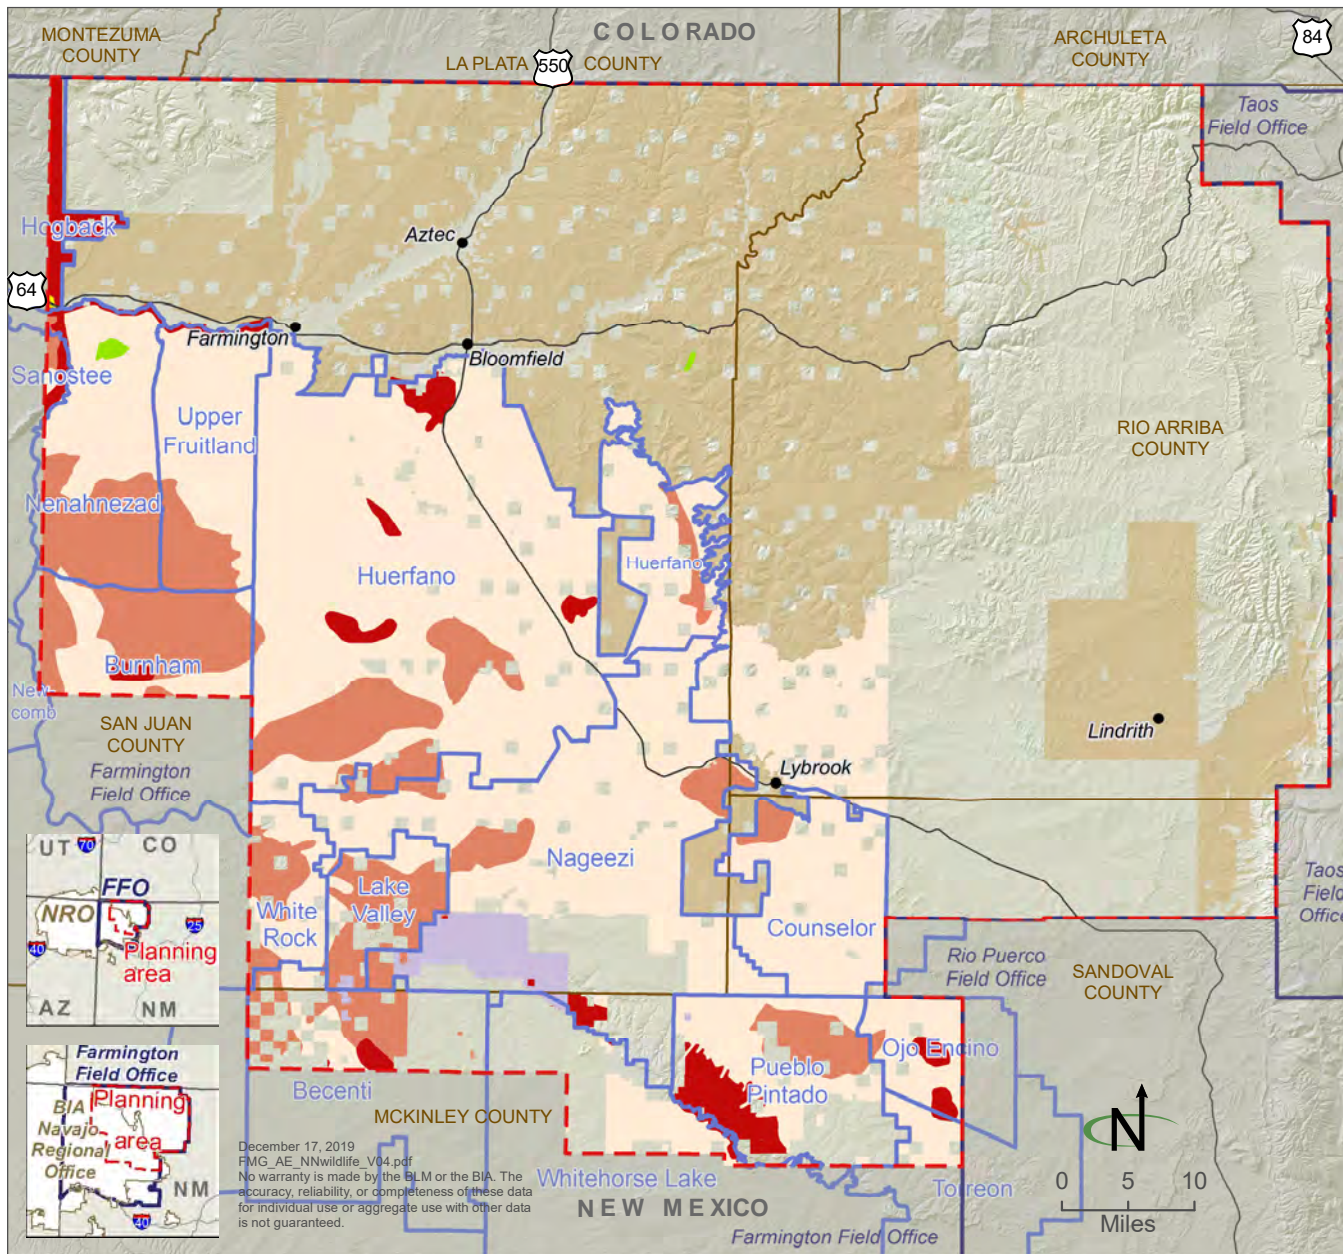 COLORADO
MONTEZUMA
COUNTY
LA PLATA
550
COUNTY
ARCHULETA
COUNTY
84
Taos
Field Office
Hogback
64
Aztec
Farmington
Bloomfield
Sanostee
Upper
Fruitland
RIO ARRIBA
COUNTY
Nenahnezad
Huerfano
Huerfano
Burnham
New-
comb
SAN JUAN
COUNTY
Farmington
Field Office
Lindrith
Lybrook
Nageezi
Lake
Valley
White
Rock
Counselor
Taos
Field
Office
Rio Puerco
Field Office
SANDOVAL
COUNTY
UT
70
CO
FFO
NRO
25
40
Planning
area
AZ
NM
Farmington
Field Office
Planning
area
BIA
Navajo
Regional
Office
NM
40
Becenti
MCKINLEY COUNTY
Pueblo
Pintado
Ojo Encino
Whitehorse Lake
Torreon
NEW MEXICO
Farmington Field Office
December 17, 2019
FMG_AE_NNwildlife_V04.pdf
No warranty is made by the BLM or the BIA. The
accuracy, reliability, or completeness of these data
for individual use or aggregate use with other data
is not guaranteed.
N
0 5 10
Miles